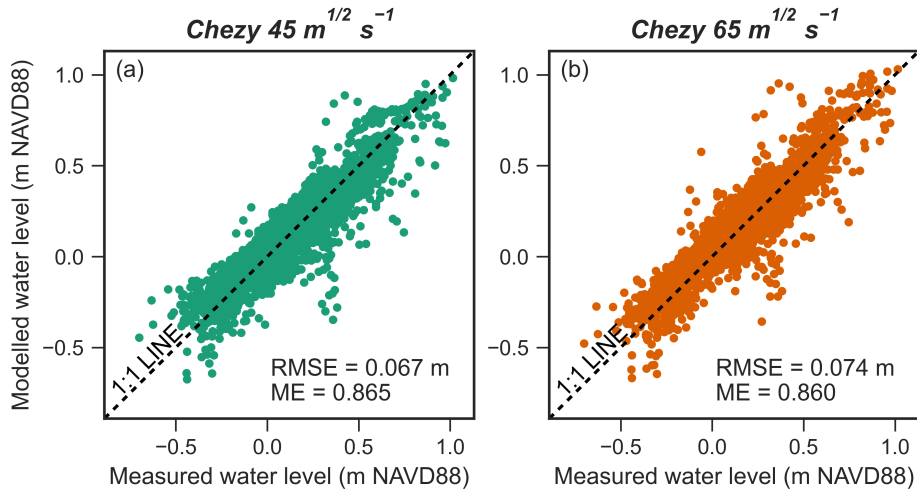 Chezy 45 m^1/2 s^−1
Chezy 65 m^1/2 s^−1
(a)
(b)
Modelled water level (m NAVD88)
1.0
0.5
0.0
−0.5
1.0
0.5
0.0
−0.5
1:1 LINE
1:1 LINE
RMSE = 0.067 m
ME = 0.865
RMSE = 0.074 m
ME = 0.860
−0.5
0.0
0.5
1.0
−0.5
0.0
0.5
1.0
Measured water level (m NAVD88)
Measured water level (m NAVD88)